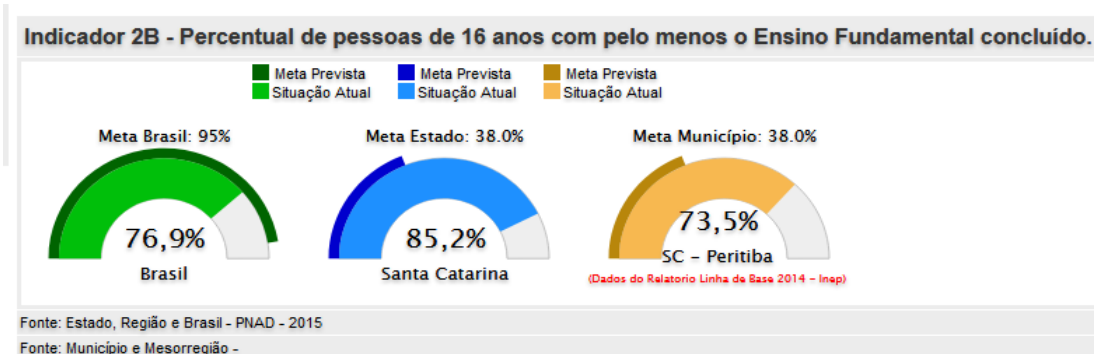 Indicador 2B - Percentual de pessoas de 16 anos com pelo menos o Ensino Fundamental concluído.
Meta Prevista Meta Prevista Meta Prevista
Situação Atual Situação Atual Situação Atual
Meta Brasil: 95% Meta Estado: 38.0% Meta Município: 38.0%
76,9% 85,2% 73,5%
Brasil Santa Catarina SC - Peritiba
(Dados do Relatorio Linha de Base 2014 - Inep)
Fonte: Estado, Região e Brasil - PNAD - 2015
Fonte: Município e Mesorregião -